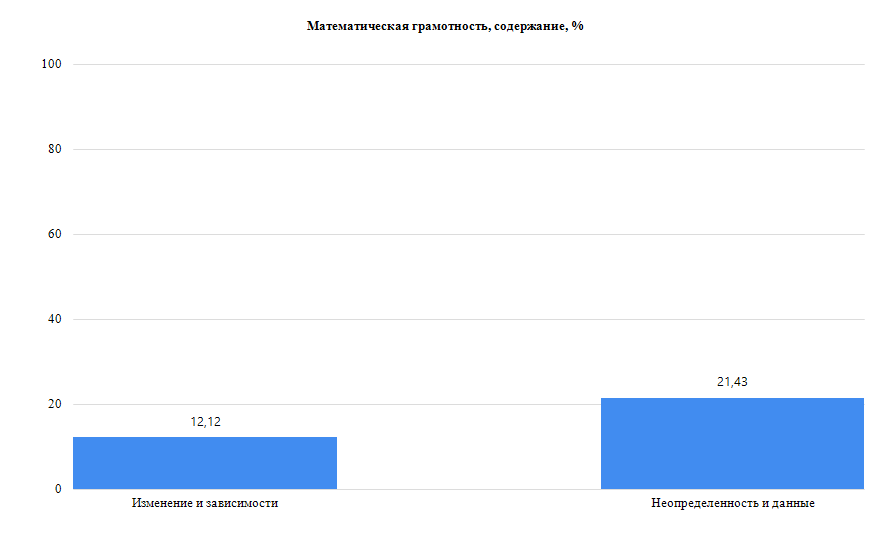 Математическая грамотность, содержание, %
100
80
60
40
20
0
12,12
21,43
Изменение и зависимости
Неопределенность и данные